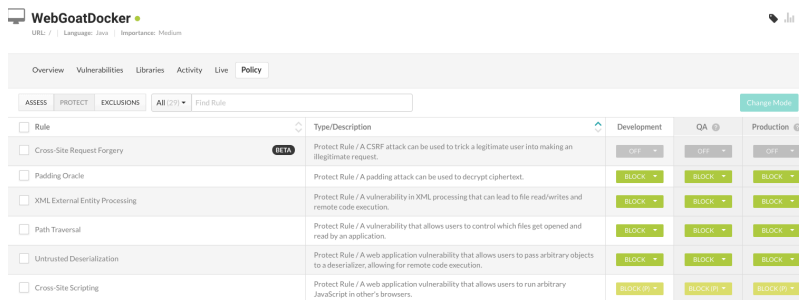 WebGoatDocker
URL: / | Language: Java | Importance: Medium
Overview Vulnerabilities Libraries Activity Live Policy
ASSESS PROTECT EXCLUSIONS All (29) Find Rule Change Mode
Rule Type/Description Development QA ? Production ?
Cross-Site Request Forgery BETA Protect Rule / A CSRF attack can be used to trick a legitimate user into making an
illegitimate request. OFF OFF OFF
Padding Oracle Protect Rule / A padding attack can be used to decrypt ciphertext. BLOCK BLOCK BLOCK
XML External Entity Processing Protect Rule / A vulnerability in XML processing that can lead to file read/writes and
remote code execution. BLOCK BLOCK BLOCK
Path Traversal Protect Rule / A vulnerability that allows users to control which files get opened and
read by an application. BLOCK BLOCK BLOCK
Untrusted Deserialization Protect Rule / A web application vulnerability that allows users to pass arbitrary objects
to a deserializer, allowing for remote code execution. BLOCK BLOCK BLOCK
Cross-Site Scripting Protect Rule / A web application vulnerability that allows users to run arbitrary
JavaScript in other's browsers. BLOCK (P) BLOCK (P) BLOCK (P)